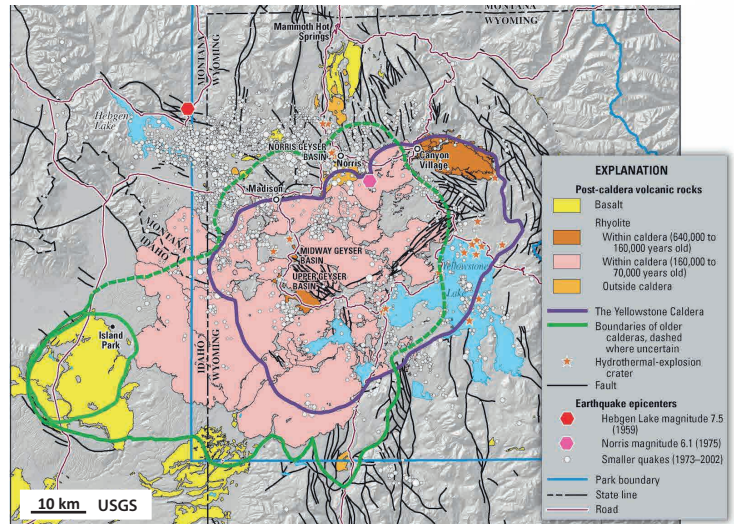 MONTANA
WYOMING
Mammoth Hot
Springs
MONTANA
WYOMING
Hebgen
Lake
NORRIS GEYSER
BASIN
Norris
Canyon
Village
Madison
MONTANA
IDAHO
MIDWAY GEYSER
BASIN
UPPER GEYSER
BASIN
Yellowstone
Lake
Island
Park
IDAHO
WYOMING
10 km
USGS
EXPLANATION
Post-caldera volcanic rocks
Basalt
Rhyolite
Within caldera (640,000 to
160,000 years old)
Within caldera (160,000 to
70,000 years old)
Outside caldera
The Yellowstone Caldera
Boundaries of older
calderas, dashed
where uncertain
Hydrothermal-explosion
crater
Fault
Earthquake epicenters
Hebgen Lake magnitude 7.5
(1959)
Norris magnitude 6.1 (1975)
Smaller quakes (1973–2002)
Park boundary
State line
Road